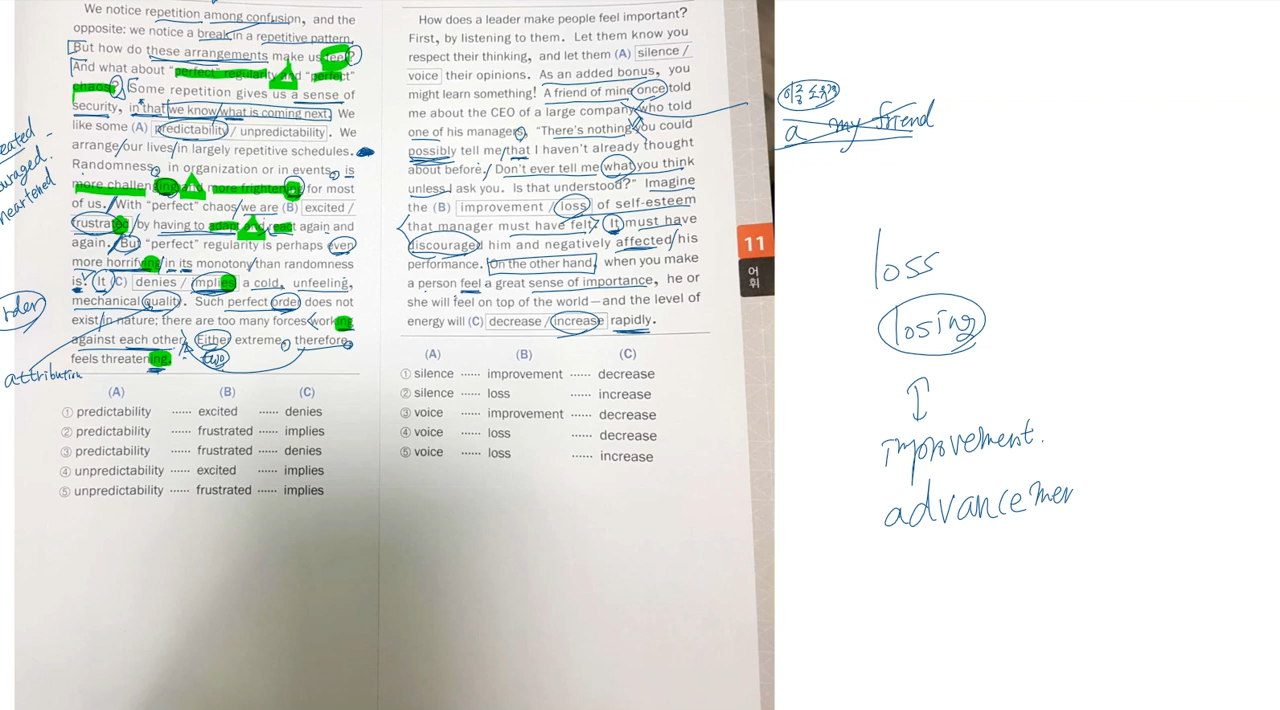 We notice repetition among confusion, and the
opposite: we notice a break in a repetitive pattern.
But how do these arrangements make us feel?
And what about "perfect" regularity and "perfect"
chaos? Some repetition gives us a sense of
security, in that we know what is coming next. We
like some (A) predictability / unpredictability. We
arrange our lives in largely repetitive schedules.
Randomness, in organization or in events, is
more challenging and more frightening for most
of us. With "perfect" chaos we are (B) excited /
frustrated by having to adapt and react again and
again. But "perfect" regularity is perhaps even
more horrifying in its monotony than randomness
is. It (C) denies / implies a cold, unfeeling,
mechanical quality. Such perfect order does not
exist in nature; there are too many forces working
against each other. Either extreme, therefore,
feels threatening.
two
attribution
(A) (B) (C)
① predictability ······ excited ······ denies
② predictability ······ frustrated ······ implies
③ predictability ······ frustrated ······ denies
④ unpredictability ······ excited ······ implies
⑤ unpredictability ······ frustrated ······ implies
How does a leader make people feel important?
First, by listening to them. Let them know you
respect their thinking, and let them (A) silence /
voice their opinions. As an added bonus, you
might learn something! A friend of mine once told
me about the CEO of a large company who told
one of his managers, "There's nothing you could
possibly tell me that I haven't already thought
about before. Don't ever tell me what you think
unless I ask you. Is that understood?" Imagine
the (B) improvement / loss of self-esteem
that manager must have felt. It must have
discouraged him and negatively affected his
performance. On the other hand, when you make
a person feel a great sense of importance, he or
she will feel on top of the world—and the level of
energy will (C) decrease / increase rapidly.
(A) (B) (C)
① silence ······ improvement ······ decrease
② silence ······ loss ······ increase
③ voice ······ improvement ······ decrease
④ voice ······ loss ······ decrease
⑤ voice ······ loss ······ increase
11
어휘
이중소유격
a my friend
loss
losing
improvement.
advancemen